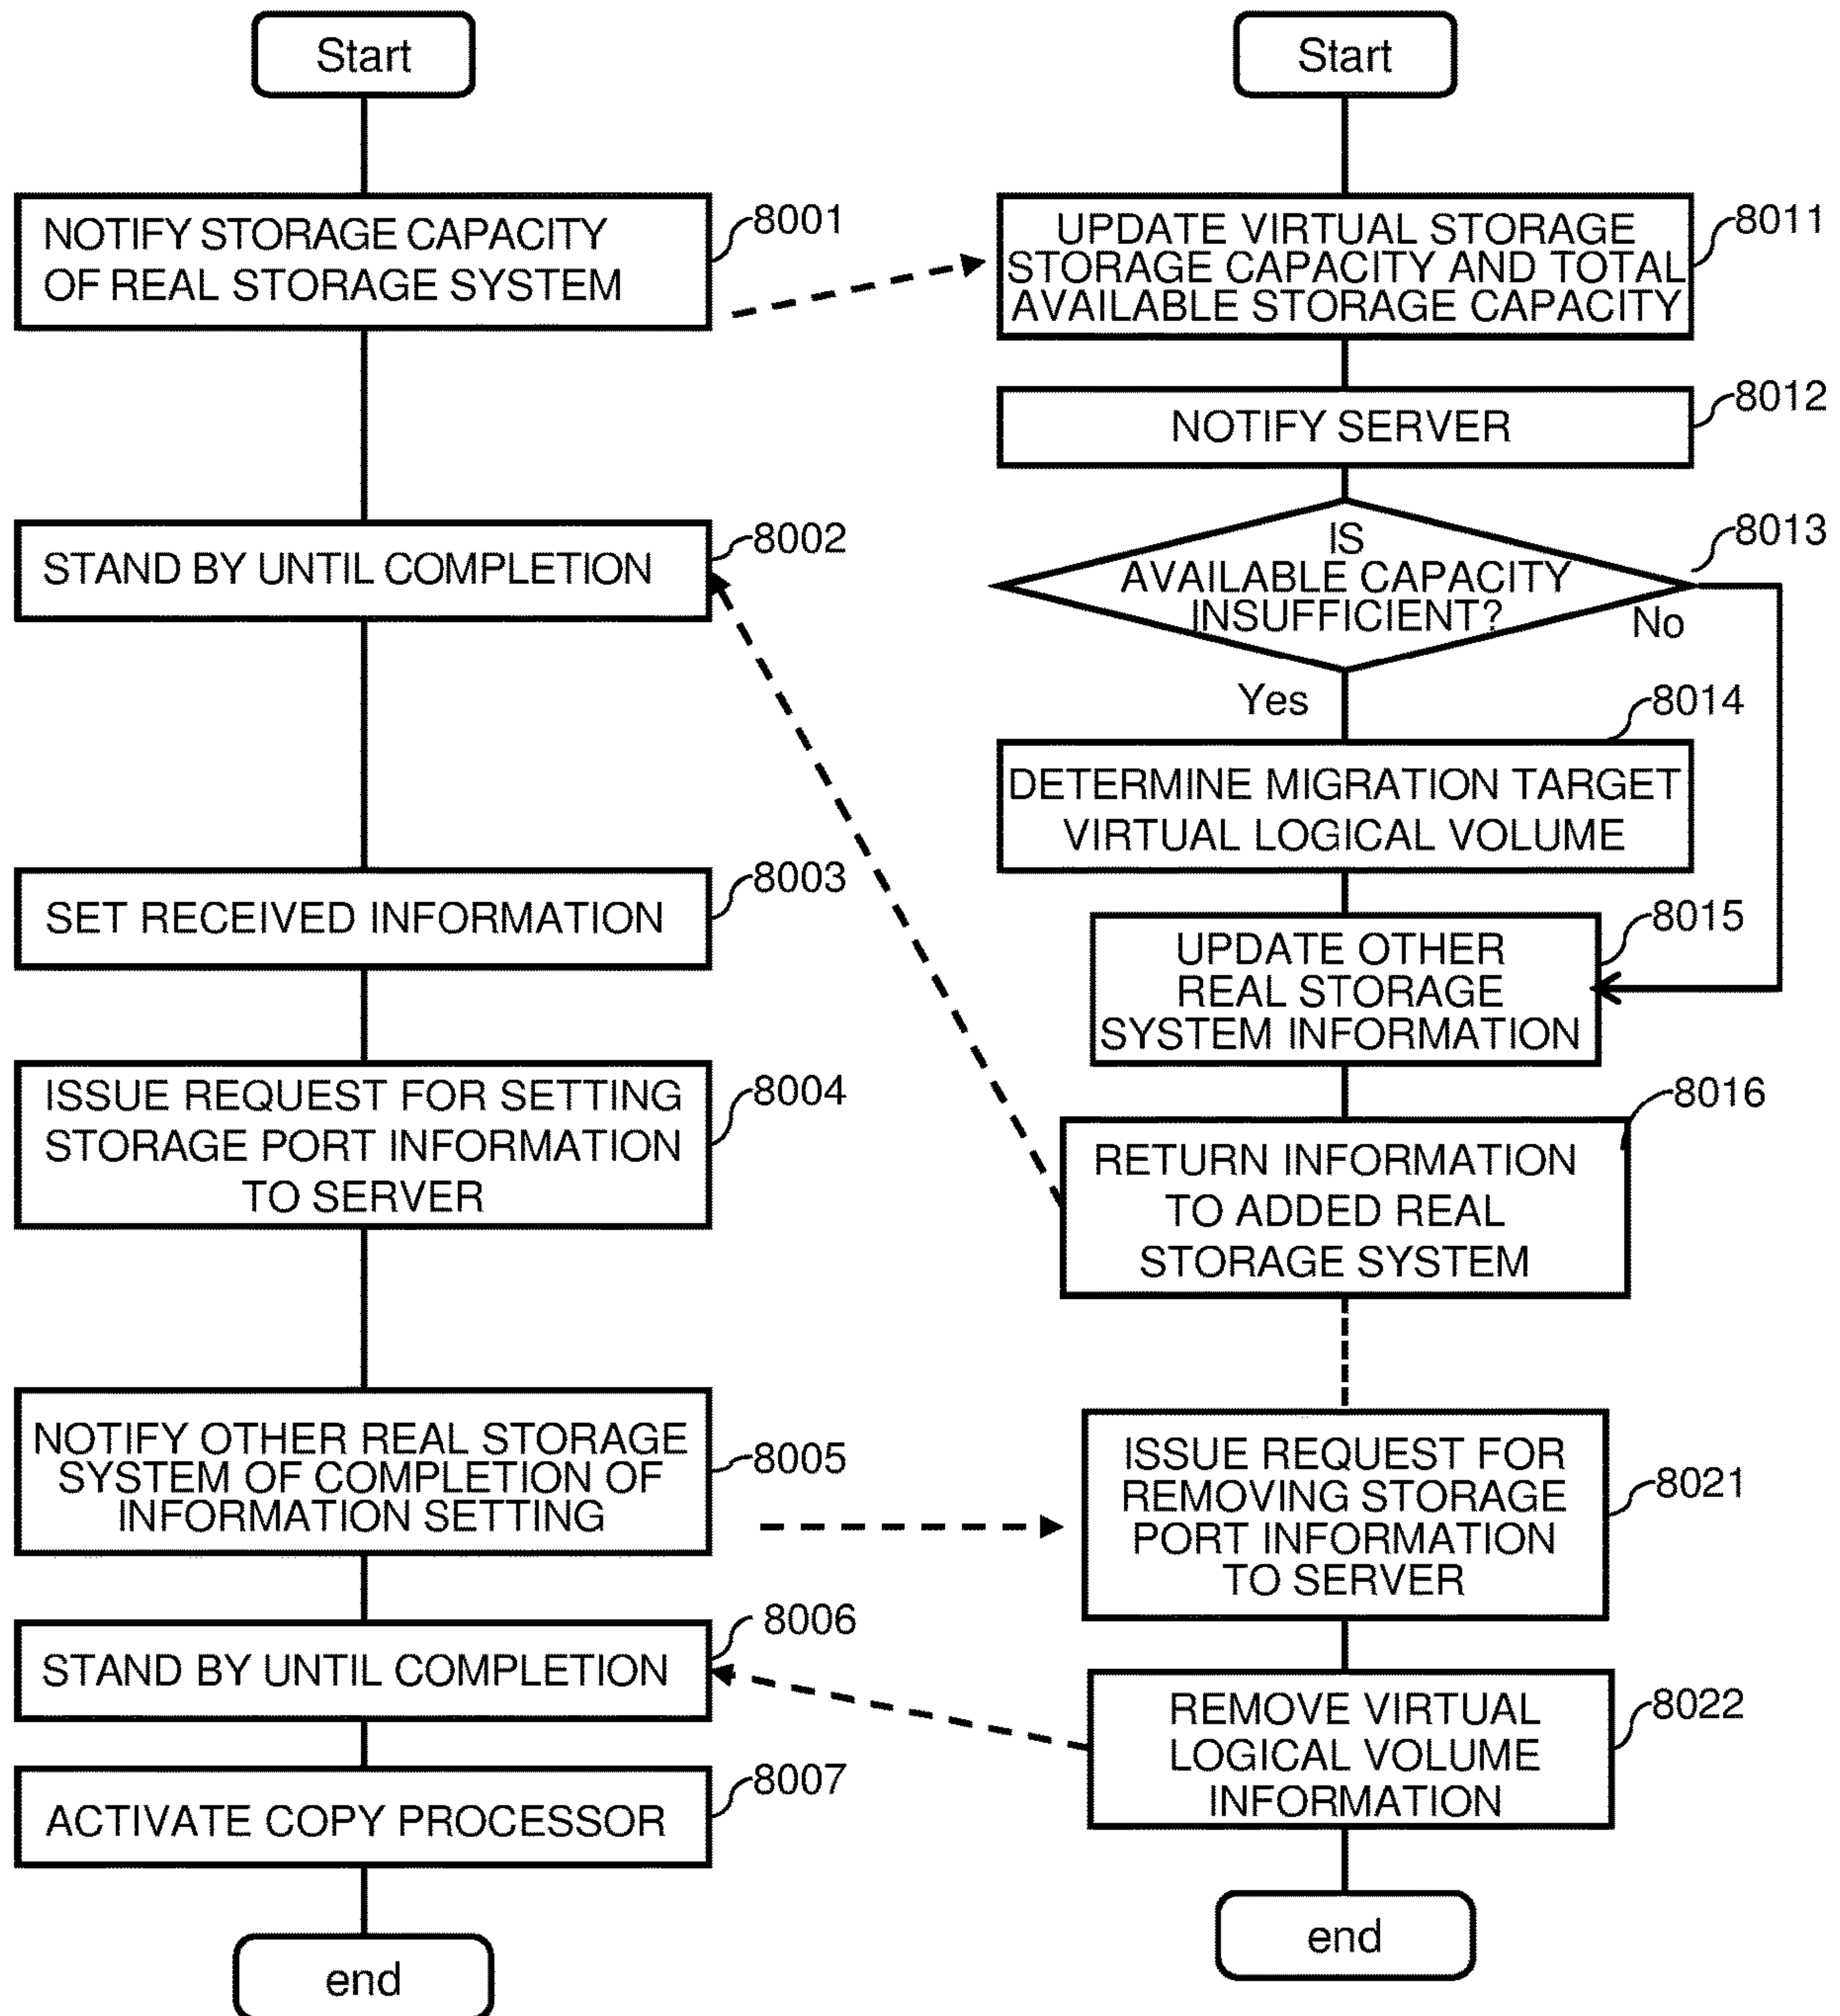 Start
NOTIFY STORAGE CAPACITY
OF REAL STORAGE SYSTEM
8001
STAND BY UNTIL COMPLETION
8002
SET RECEIVED INFORMATION
8003
ISSUE REQUEST FOR SETTING
STORAGE PORT INFORMATION
TO SERVER
8004
NOTIFY OTHER REAL STORAGE
SYSTEM OF COMPLETION OF
INFORMATION SETTING
8005
STAND BY UNTIL COMPLETION
8006
ACTIVATE COPY PROCESSOR
8007
end
Start
UPDATE VIRTUAL STORAGE
STORAGE CAPACITY AND TOTAL
AVAILABLE STORAGE CAPACITY
8011
NOTIFY SERVER
8012
IS
AVAILABLE CAPACITY
INSUFFICIENT?
8013
No
Yes
8014
DETERMINE MIGRATION TARGET
VIRTUAL LOGICAL VOLUME
8015
UPDATE OTHER
REAL STORAGE
SYSTEM INFORMATION
8016
RETURN INFORMATION
TO ADDED REAL
STORAGE SYSTEM
ISSUE REQUEST FOR
REMOVING STORAGE
PORT INFORMATION
TO SERVER
8021
REMOVE VIRTUAL
LOGICAL VOLUME
INFORMATION
8022
end